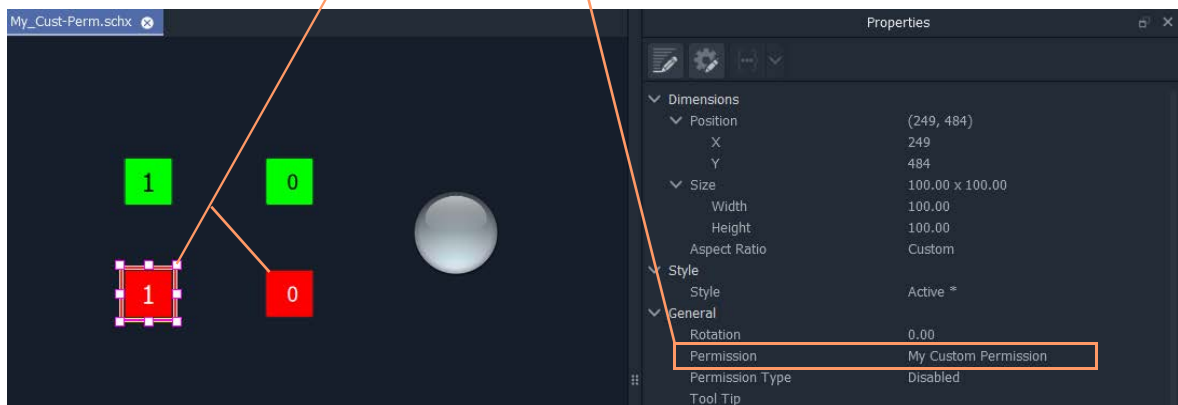 My_Cust-Perm.schx
Properties
Dimensions
Position (249, 484)
X 249
Y 484
Size 100.00 x 100.00
Width 100.00
Height 100.00
Aspect Ratio Custom
Style
Style Active *
General
Rotation 0.00
Permission My Custom Permission
Permission Type Disabled
Tool Tip
1 0
1 0